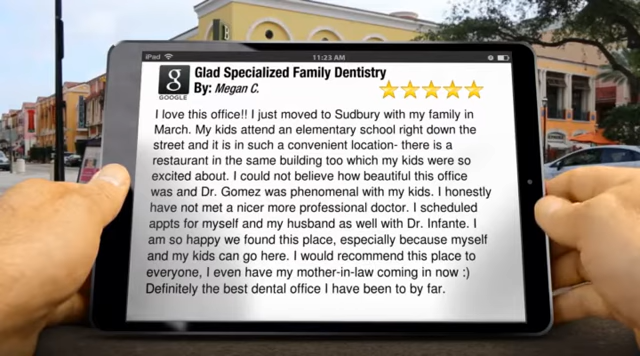 iPad
11:23 AM
g
GOOGLE
Glad Specialized Family Dentistry
By: Megan C.
I love this office!! I just moved to Sudbury with my family in
March. My kids attend an elementary school right down the
street and it is in such a convenient location- there is a
restaurant in the same building too which my kids were so
excited about. I could not believe how beautiful this office
was and Dr. Gomez was phenomenal with my kids. I honestly
have not met a nicer more professional doctor. I scheduled
appts for myself and my husband as well with Dr. Infante. I
am so happy we found this place, especially because myself
and my kids can go here. I would recommend this place to
everyone, I even have my mother-in-law coming in now :)
Definitely the best dental office I have been to by far.